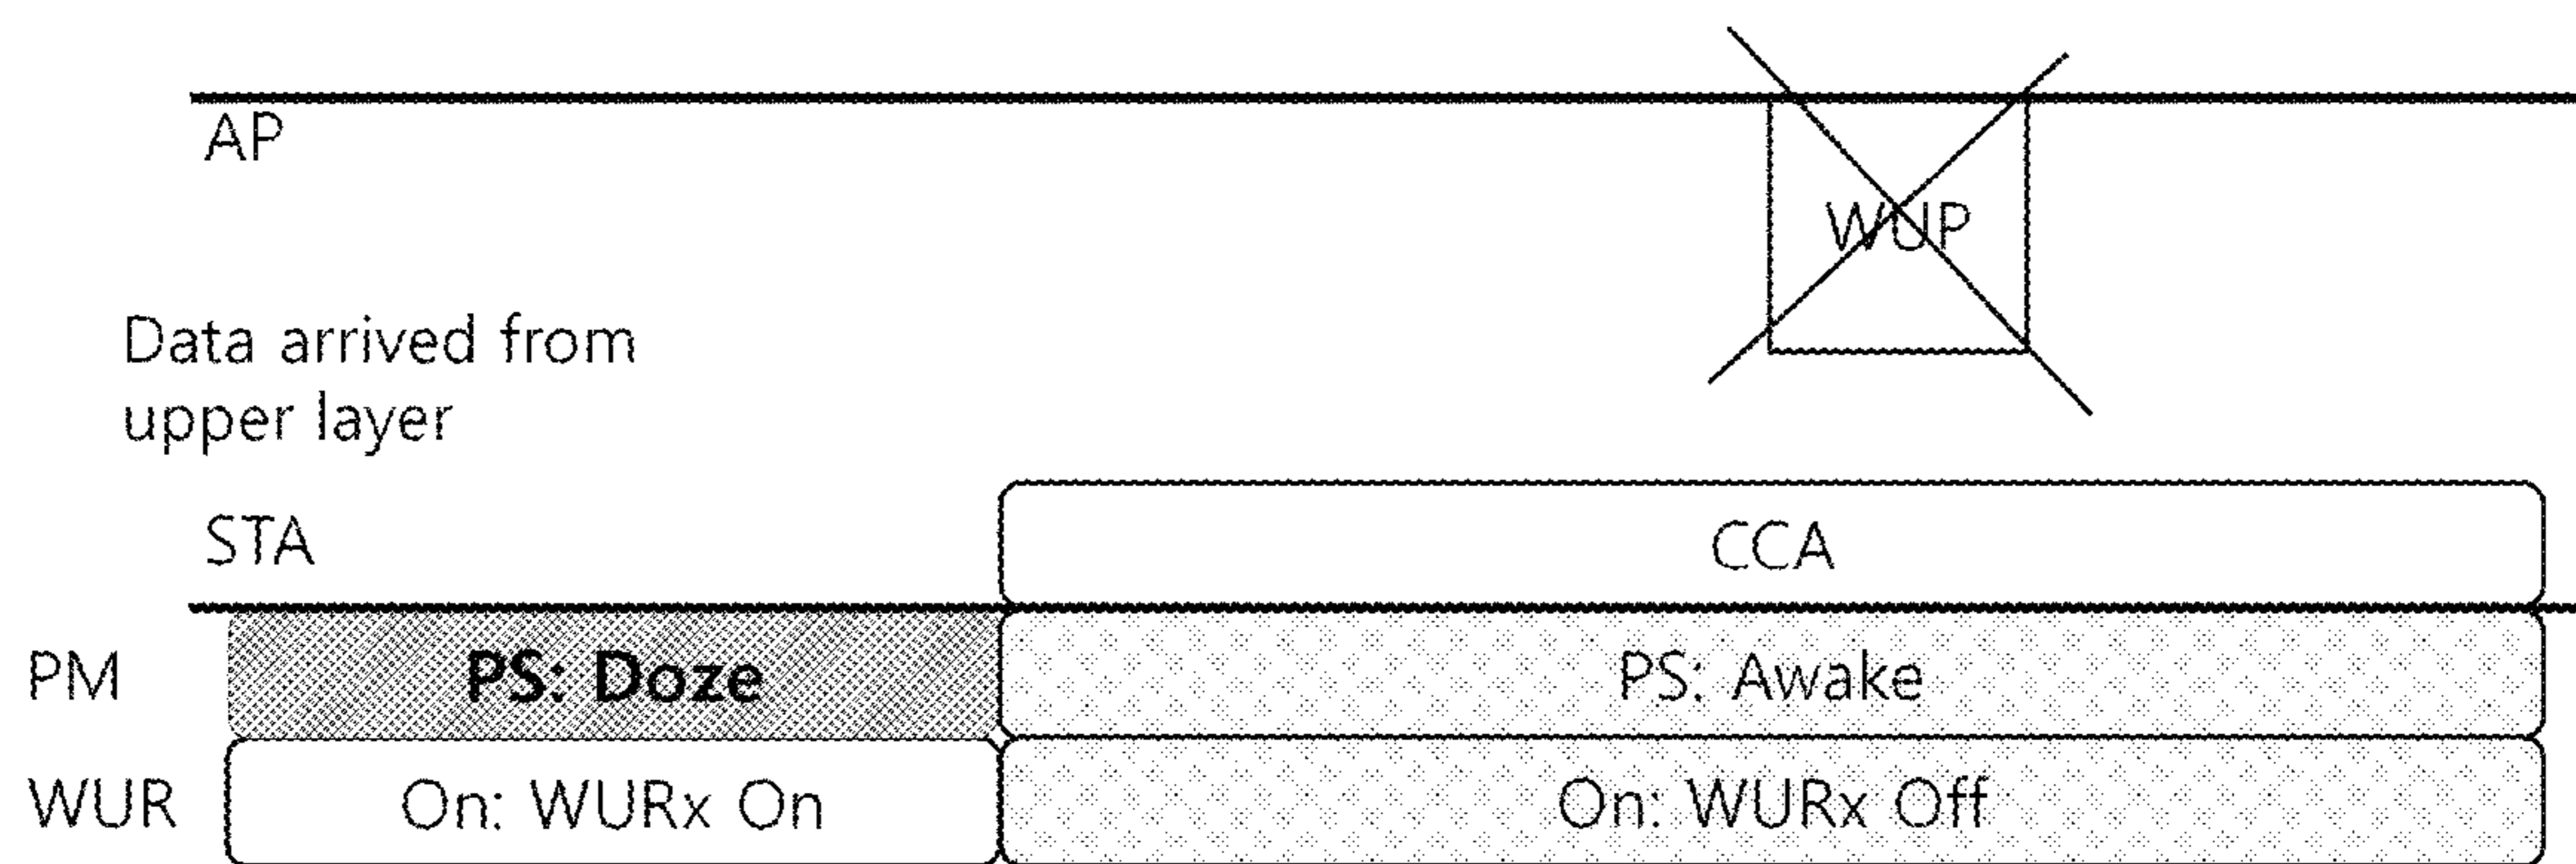 AP
WUP
Data arrived from
upper layer
STA
CCA
PM
PS: Doze
PS: Awake
WUR
On: WURx On
On: WURx Off